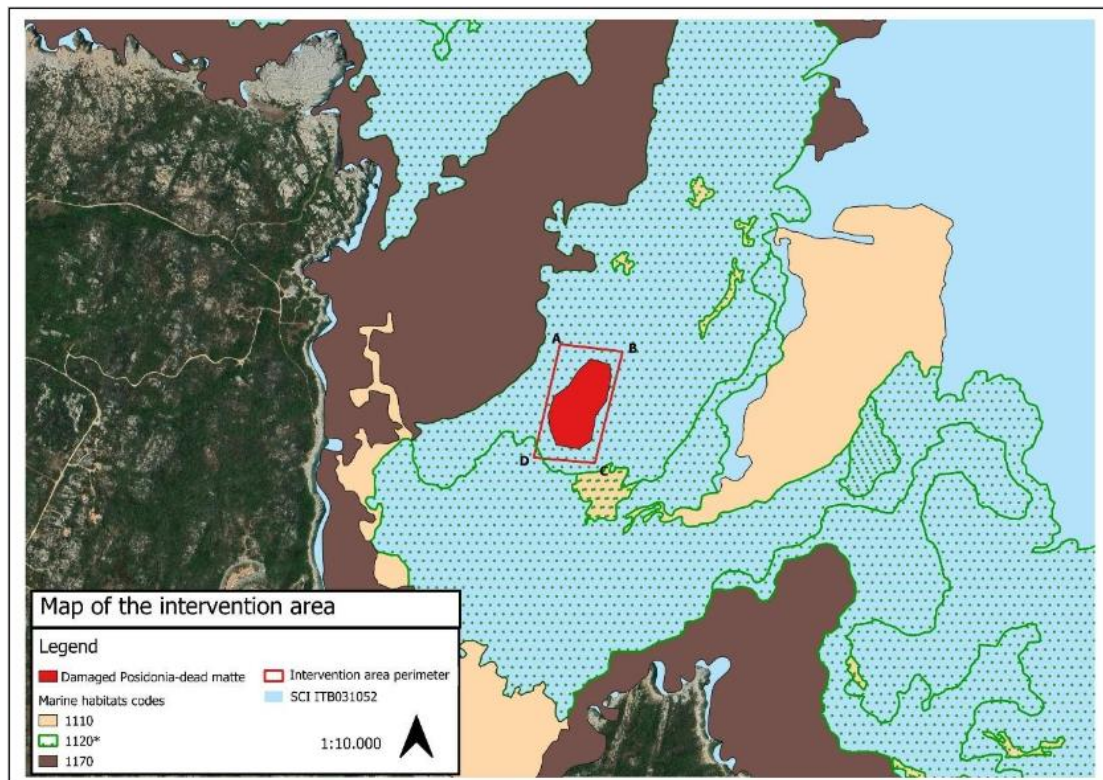 A
B
D
C
Map of the intervention area
Legend
Damaged Posidonia-dead matte
Intervention area perimeter
Marine habitats codes
SCI ITB031052
1110
1120*
1:10.000
1170